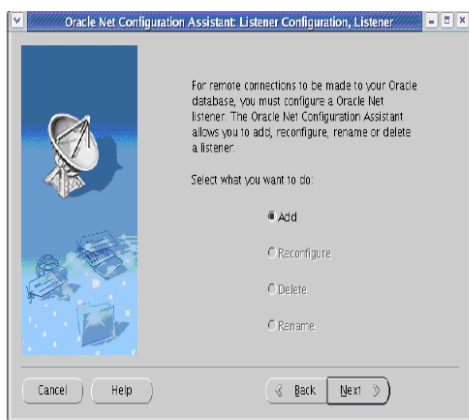 Oracle Net Configuration Assistant: Listener Configuration, Listener
For remote connections to be made to your Oracle
database, you must configure a Oracle Net
listener. The Oracle Net Configuration Assistant
allows you to add, reconfigure, rename or delete
a listener.
Select what you want to do:
Add
Reconfigure
Delete
Rename
Cancel Help Back Next